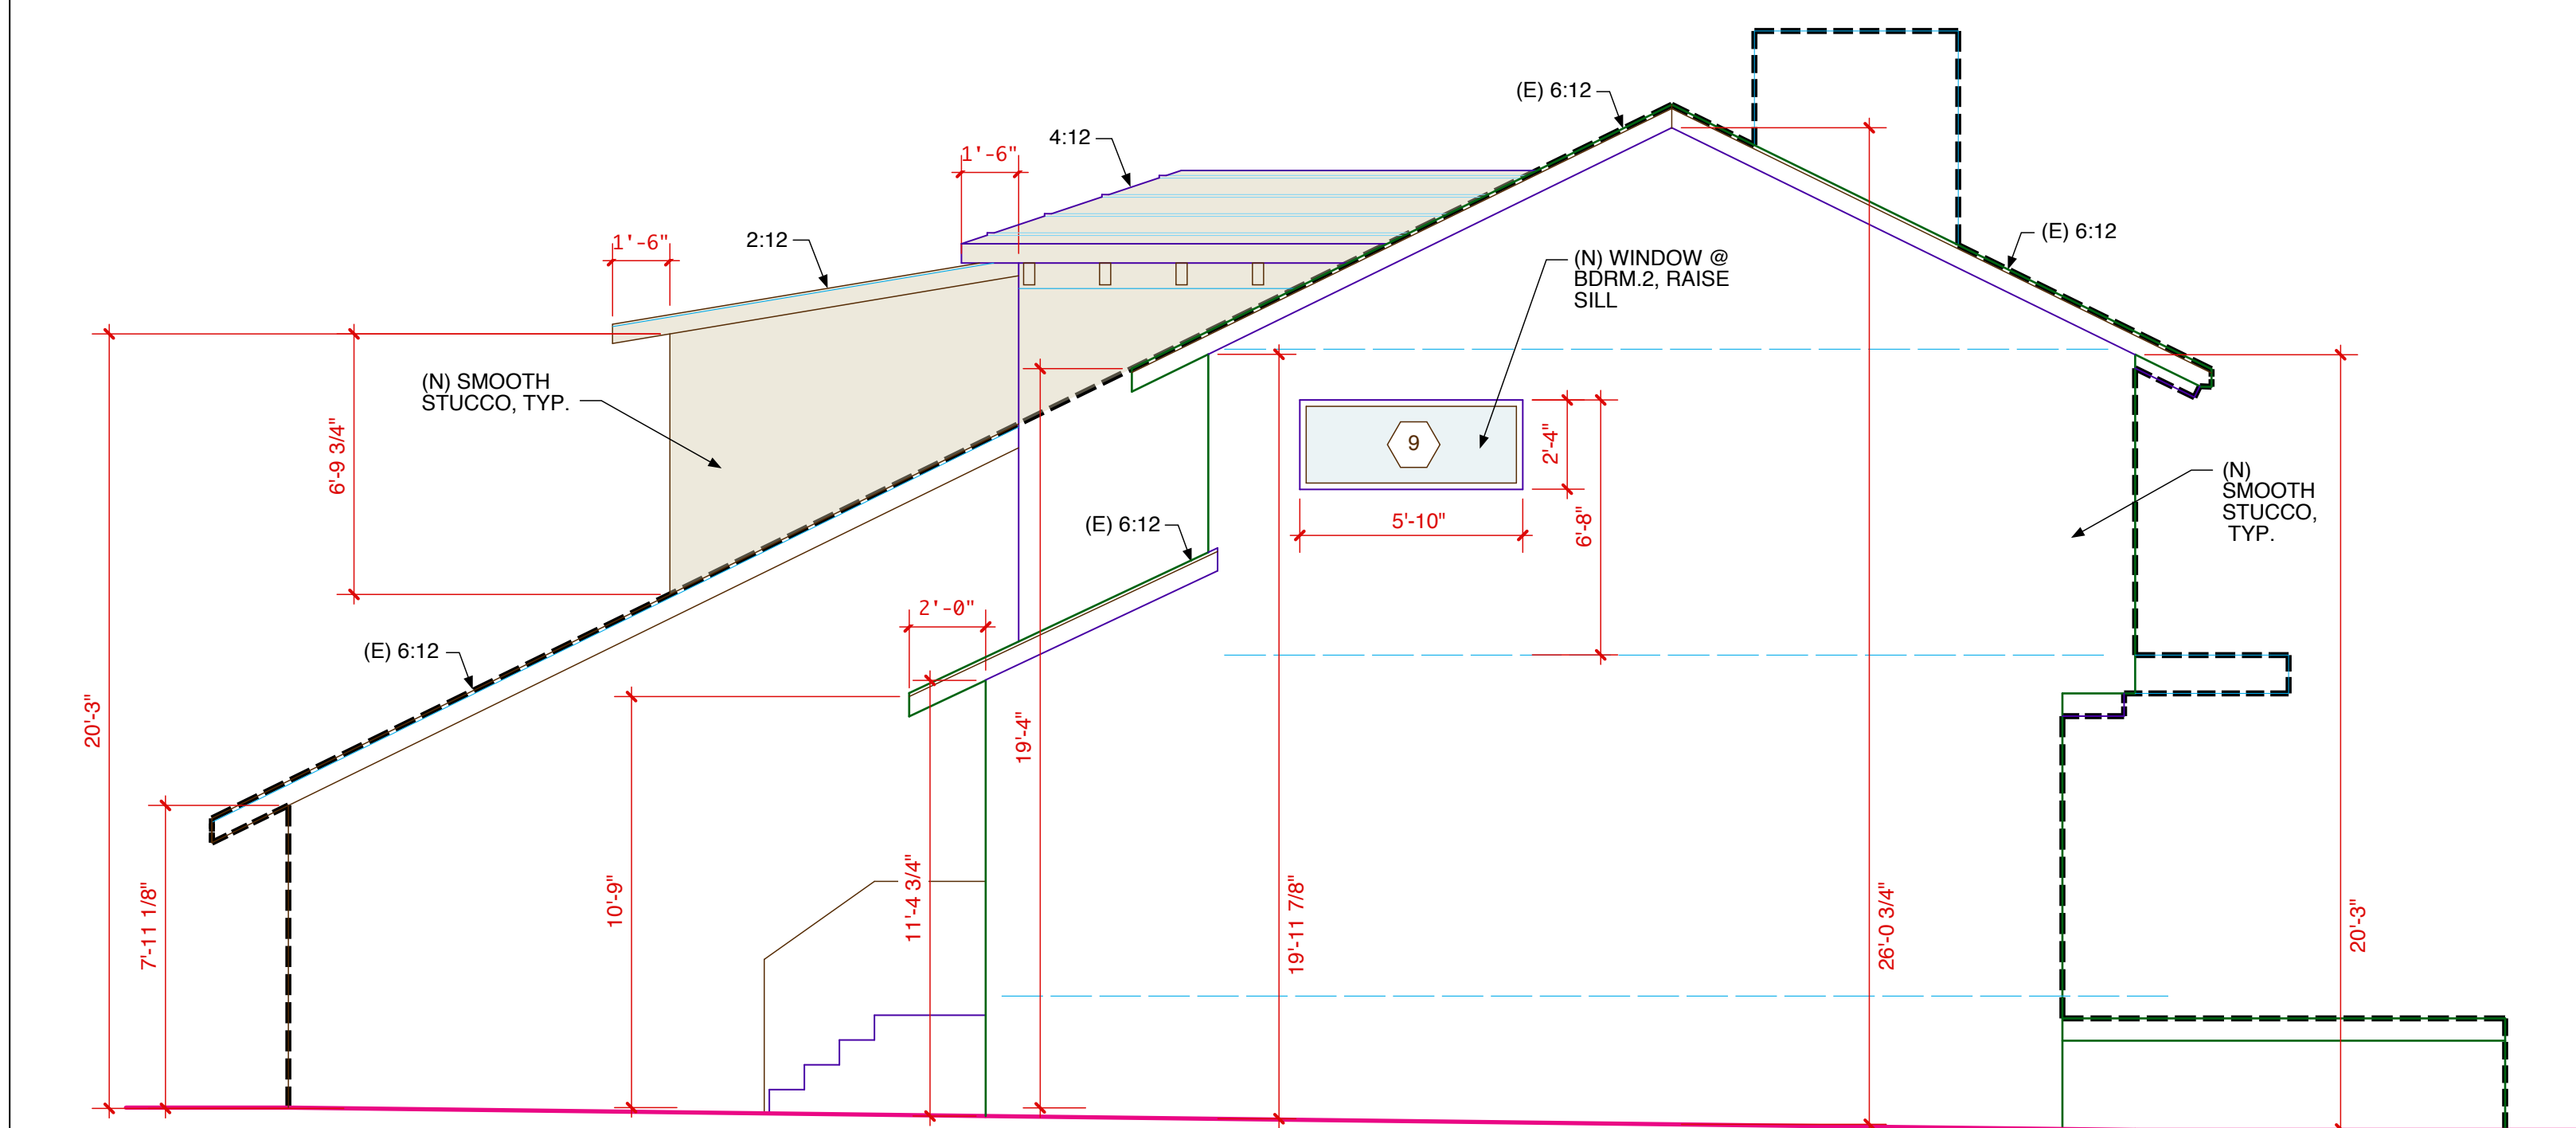 (E) 6:12
4:12
1'-6"
(E) 6:12
2:12
1'-6"
(N) WINDOW @
BDRM.2, RAISE
SILL
(N) SMOOTH
STUCCO, TYP.
6'-9 3/4"
9
2'-4"
5'-10"
6'-8"
(N)
SMOOTH
STUCCO,
TYP.
(E) 6:12
2'-0"
(E) 6:12
20'-3"
19'-4"
7'-11 1/8"
10'-9"
11'-4 3/4"
19'-11 7/8"
26'-0 3/4"
20'-3"